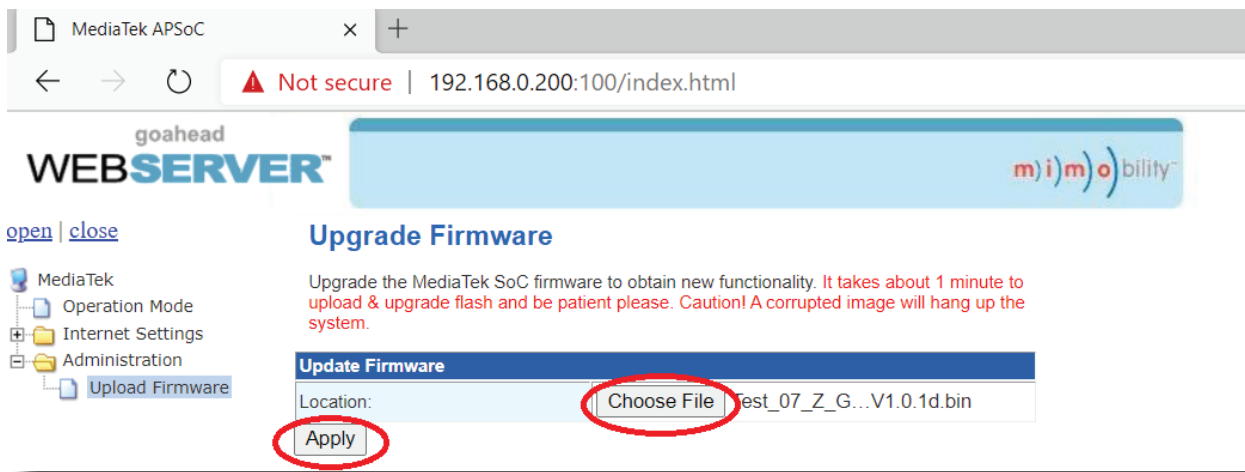 MediaTek APSoC
Not secure | 192.168.0.200:100/index.html
goahead
WEBSERVER™
m)i)m)o)bility™
open | close
Upgrade Firmware
MediaTek
Operation Mode
Internet Settings
Administration
Upload Firmware
Upgrade the MediaTek SoC firmware to obtain new functionality. It takes about 1 minute to
upload & upgrade flash and be patient please. Caution! A corrupted image will hang up the
system.
Update Firmware
Location: Choose File Test_07_Z_G...V1.0.1d.bin
Apply